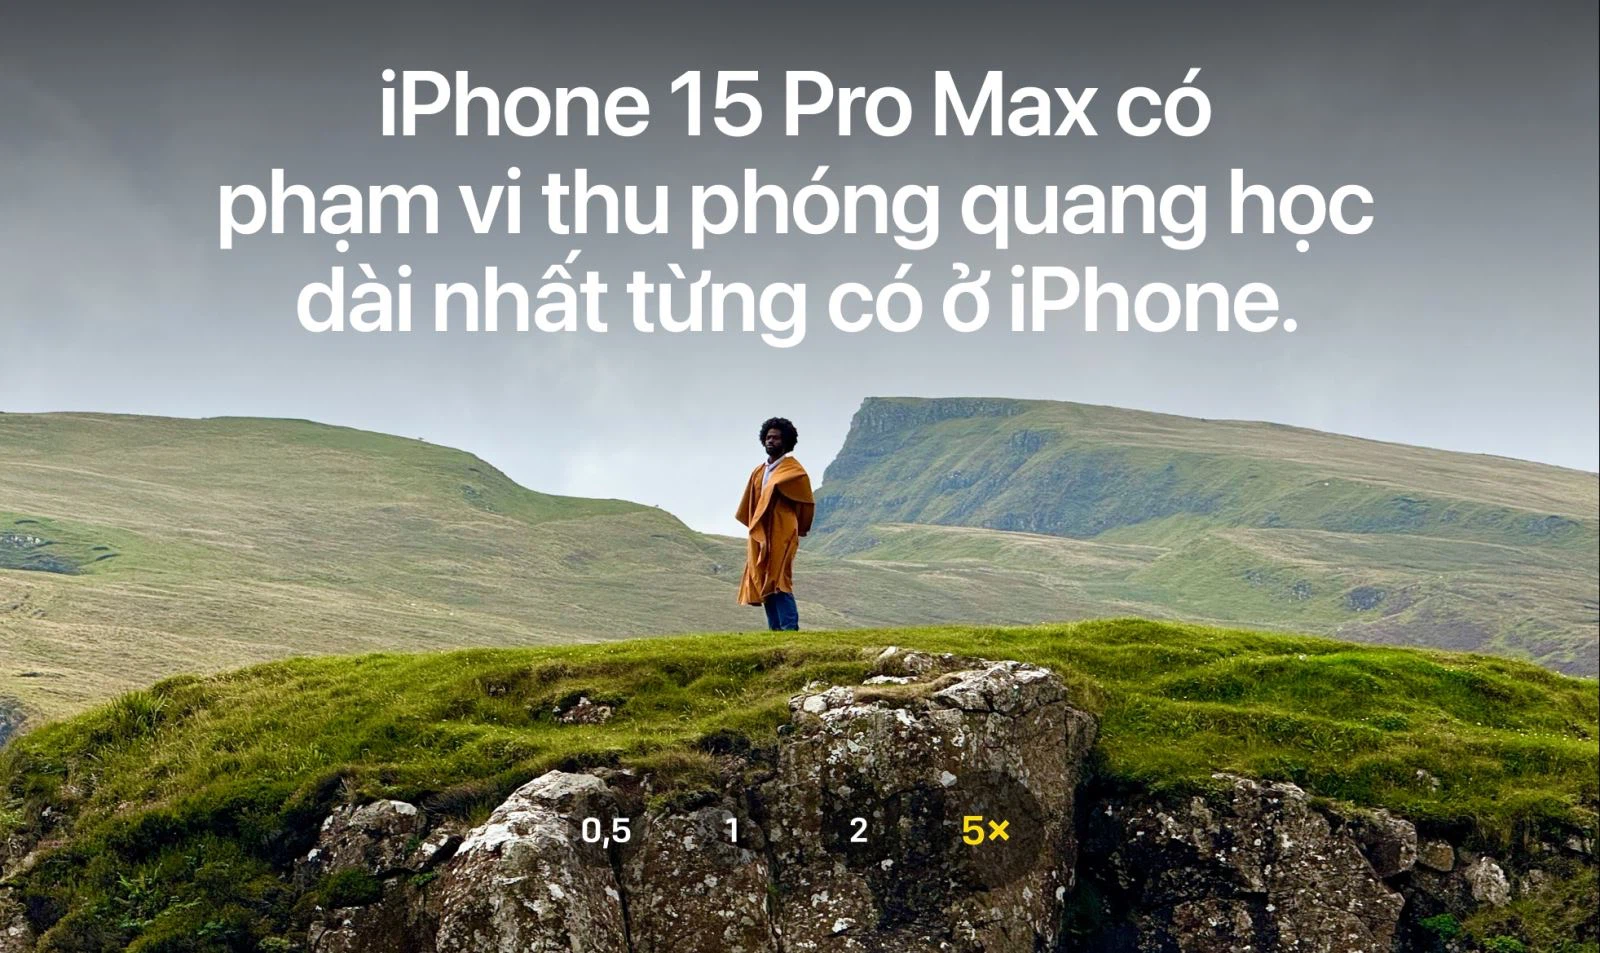 iPhone 15 Pro Max có
phạm vi thu phóng quang học
dài nhất từng có ở iPhone.
0,5 1 2 5×